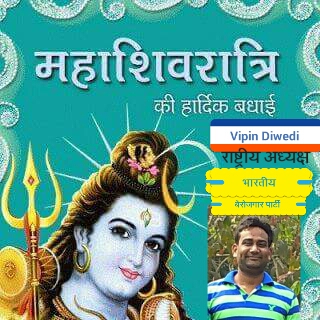 महाशिवरात्रि
की हार्दिक बधाई
Vipin Diwedi
राष्ट्रीय अध्यक्ष
भारतीय
बेरोजगार पार्टी